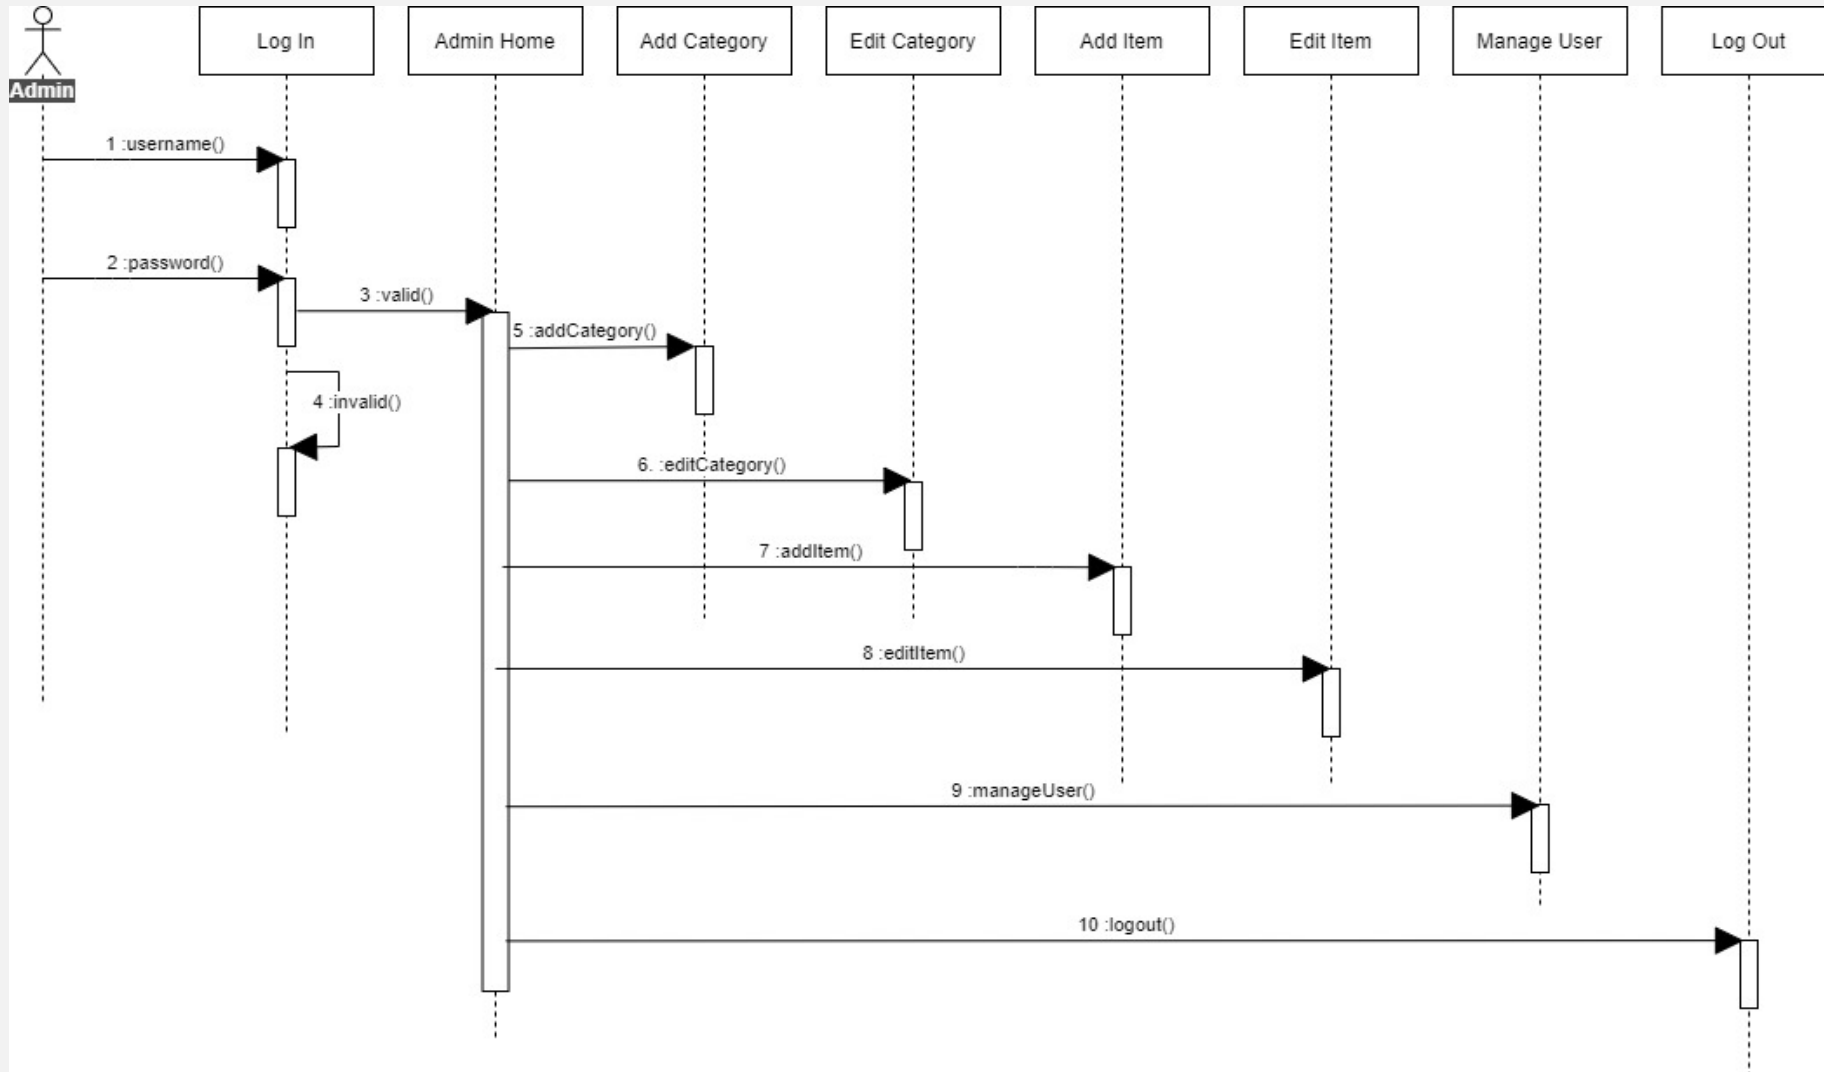 Log In
Admin Home
Add Category
Edit Category
Add Item
Edit Item
Manage User
Log Out
Admin
1 :username()
2 :password()
3 :valid()
5 :addCategory()
4 :invalid()
6. :editCategory()
7 :addItem()
8 :editItem()
9 :manageUser()
10 :logout()